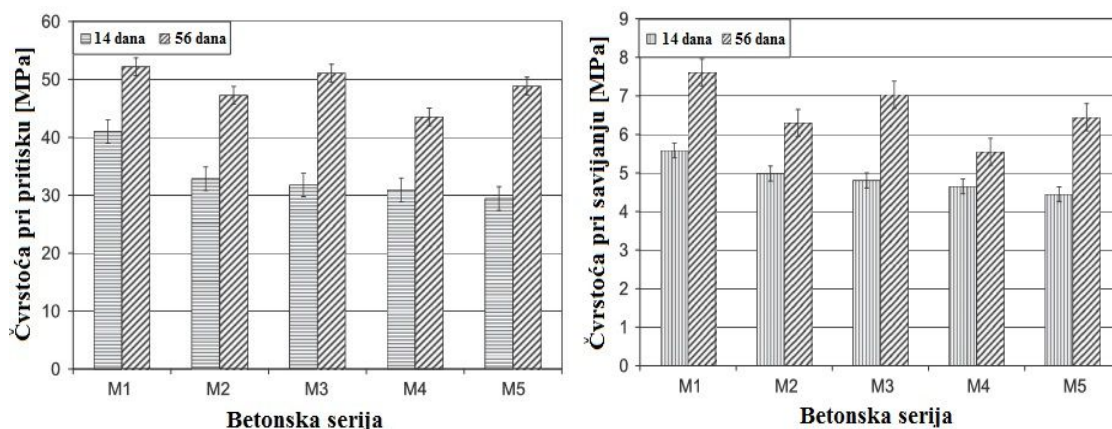 Čvrstoća pri pritisku [MPa]
60
50
40
30
20
10
0
14 dana 56 dana
M1 M2 M3 M4 M5
Betonska serija
Čvrstoća pri savijanju [MPa]
9
8
7
6
5
4
3
2
1
0
14 dana 56 dana
M1 M2 M3 M4 M5
Betonska serija